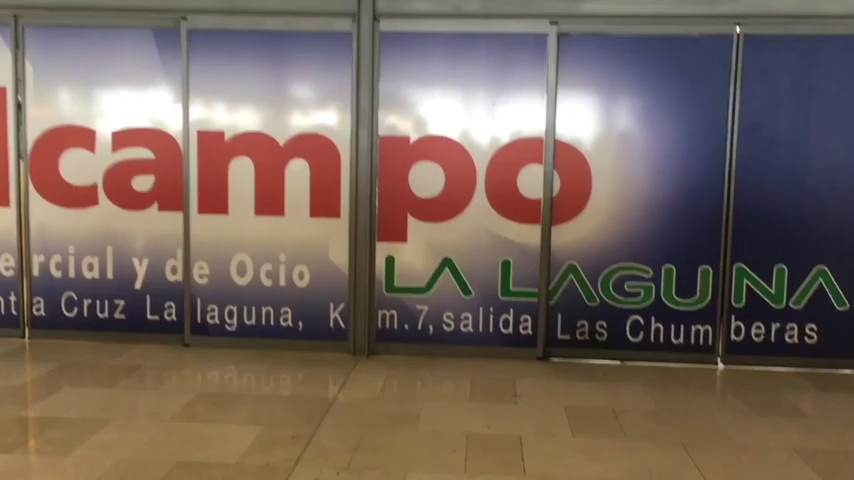 lcampo
ercial y de Ocio
LA LAGUNA
nta Cruz La laguna, Km. 7, salida Las Chumberas